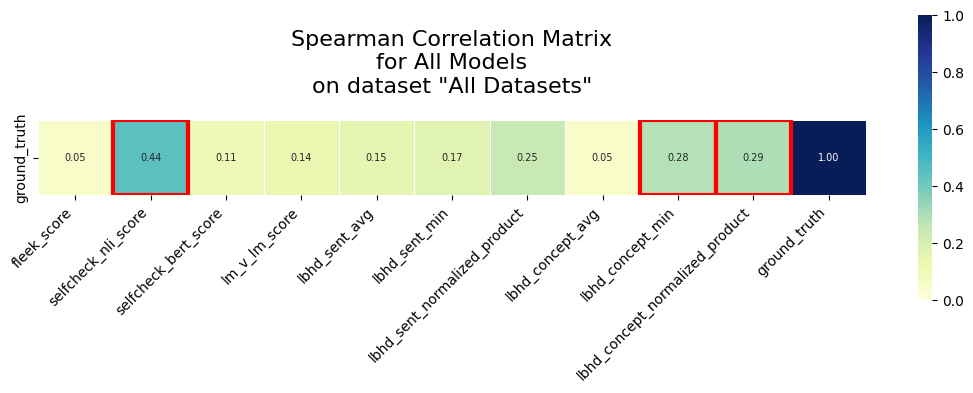 Spearman Correlation Matrix
for All Models
on dataset "All Datasets"
ground_truth
0.05 0.44 0.11 0.14 0.15 0.17 0.25 0.05 0.28 0.29 1.00
fleek_score
selfcheck_nli_score
selfcheck_bert_score
lm_v_lm_score
lbhd_sent_avg
lbhd_sent_min
lbhd_sent_normalized_product
lbhd_concept_avg
lbhd_concept_min
lbhd_concept_normalized_product
ground_truth
1.0
0.8
0.6
0.4
0.2
0.0